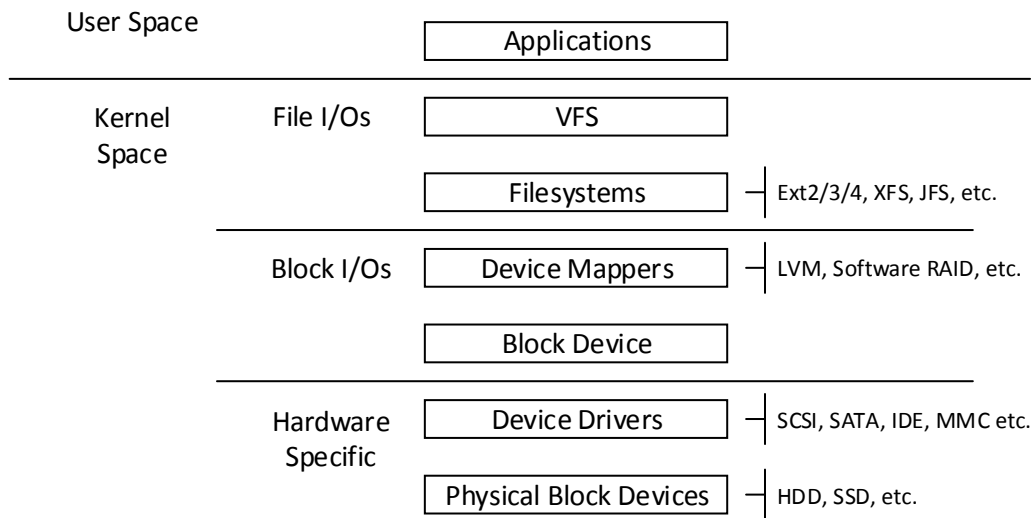 User Space
Applications
Kernel
Space
File I/Os
VFS
Filesystems
Ext2/3/4, XFS, JFS, etc.
Block I/Os
Device Mappers
LVM, Software RAID, etc.
Block Device
Hardware
Specific
Device Drivers
SCSI, SATA, IDE, MMC etc.
Physical Block Devices
HDD, SSD, etc.